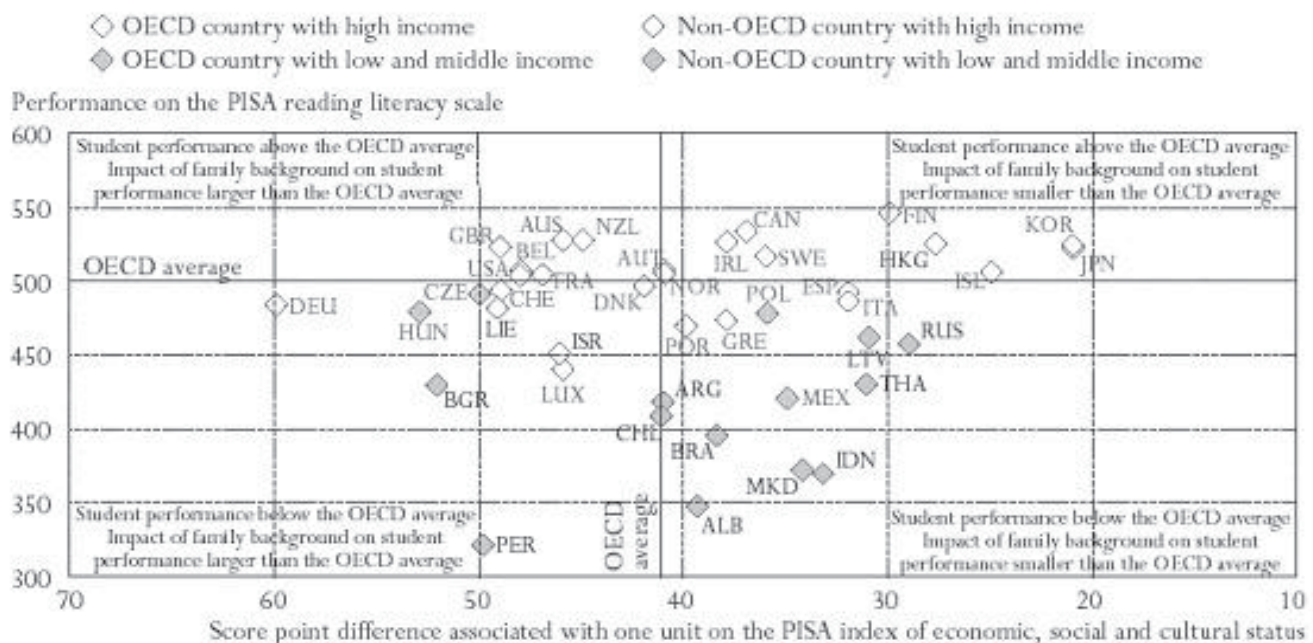 OECD country with high income Non-OECD country with high income
OECD country with low and middle income Non-OECD country with low and middle income
Performance on the PISA reading literacy scale
600
Student performance above the OECD average
Impact of family background on student
performance larger than the OECD average
Student performance above the OECD average
Impact of family background on student
performance smaller than the OECD average
550
FIN
CAN
AUS NZL
KOR
GBR
BEL
AUT
IRL
SWE
HKG
JPN
OECD average
USA
FRA
ISL
500
CZE
CHE
DNK
NOR
POL
ESP
ITA
DEU
HUN
LIE
ISR
POR
GRE
LTV
RUS
450
LUX
BGR
ARG
MEX
THA
400
CHL
BRA
MKD
IDN
350
ALB
PER
OECD
average
Student performance below the OECD average
Impact of family background on student
performance larger than the OECD average
Student performance below the OECD average
Impact of family background on student
performance smaller than the OECD average
300
70 60 50 40 30 20 10
Score point difference associated with one unit on the PISA index of economic, social and cultural status